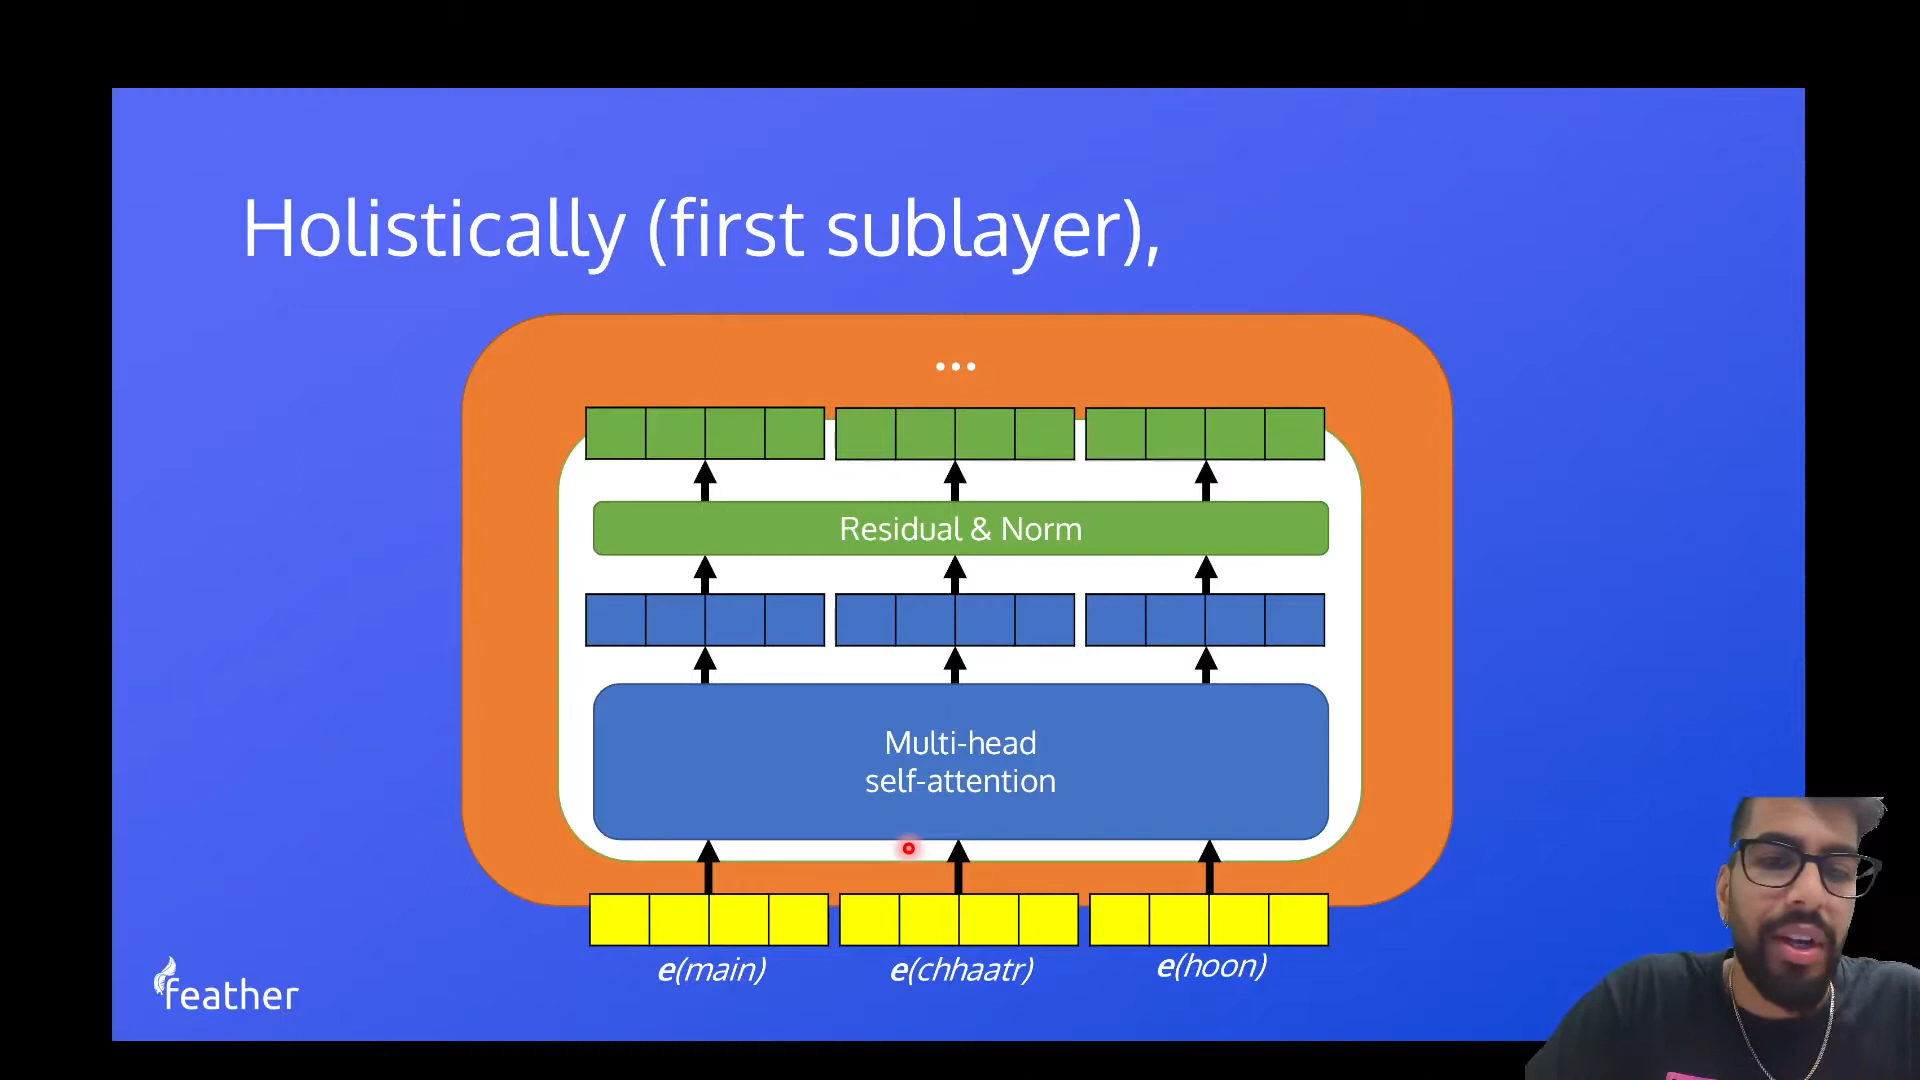 Holistically (first sublayer),
...
Residual & Norm
Multi-head
self-attention
e(main) e(chhaatr) e(hoon)
feather